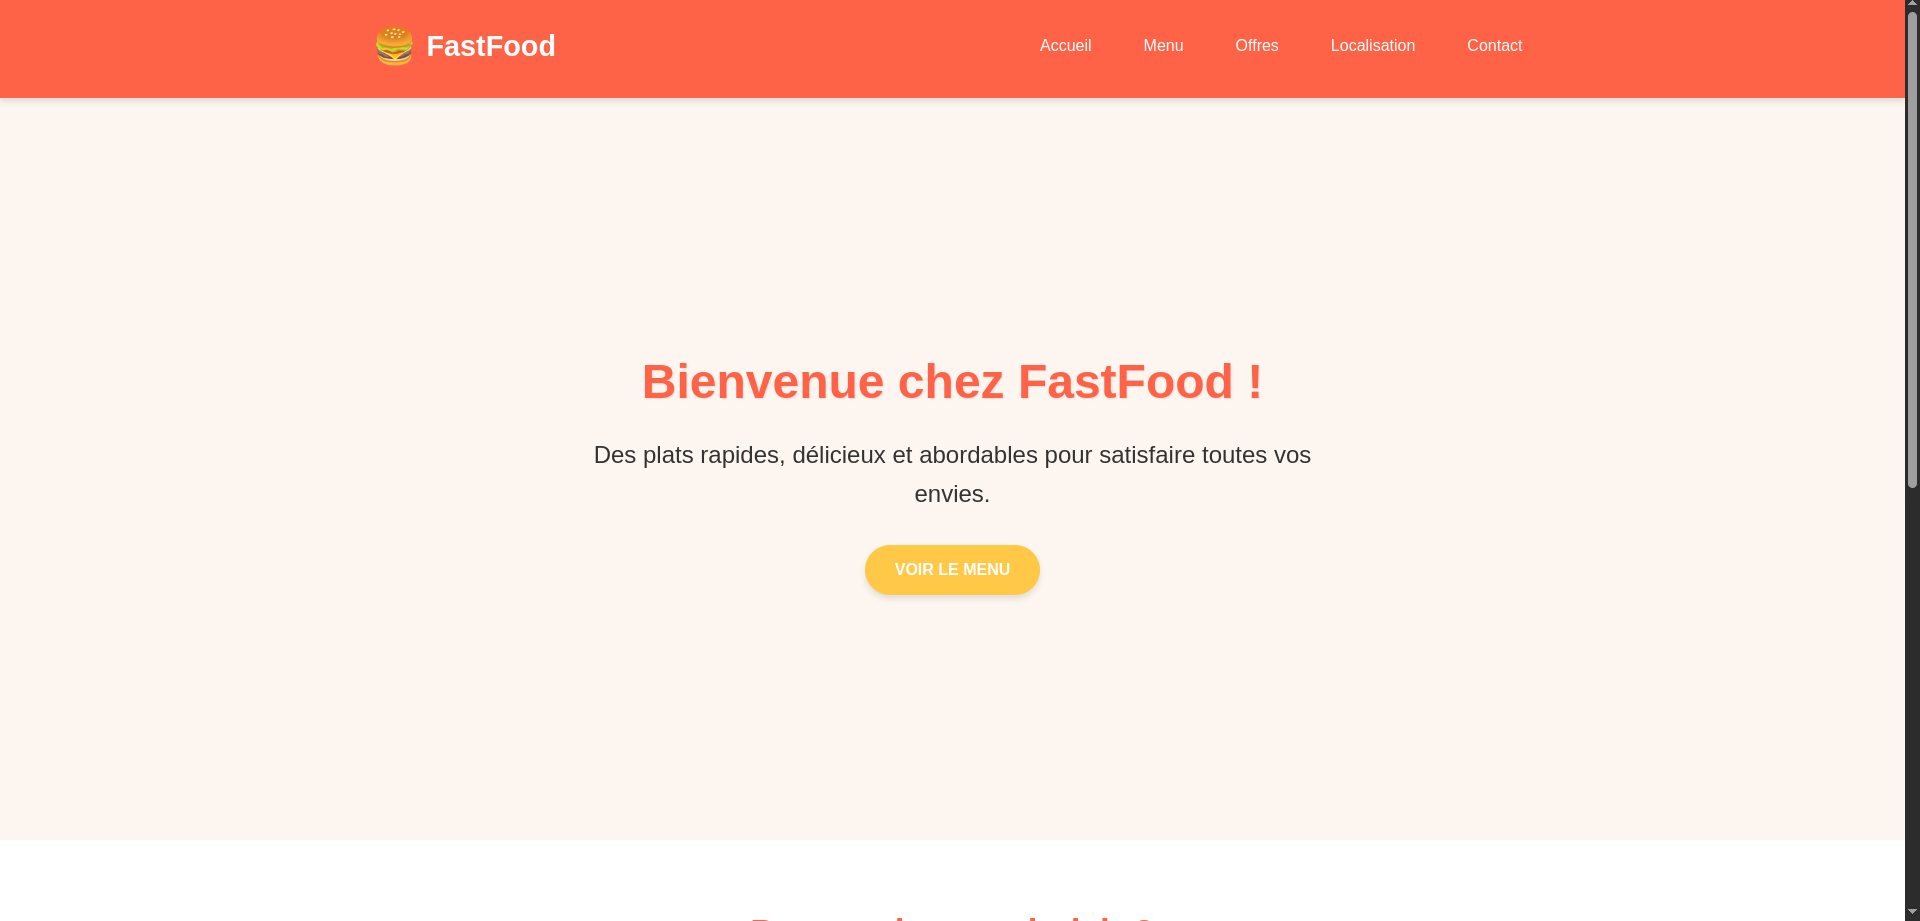 FastFood
Accueil
Menu
Offres
Localisation
Contact
Bienvenue chez FastFood !
Des plats rapides, délicieux et abordables pour satisfaire toutes vos
envies.
VOIR LE MENU